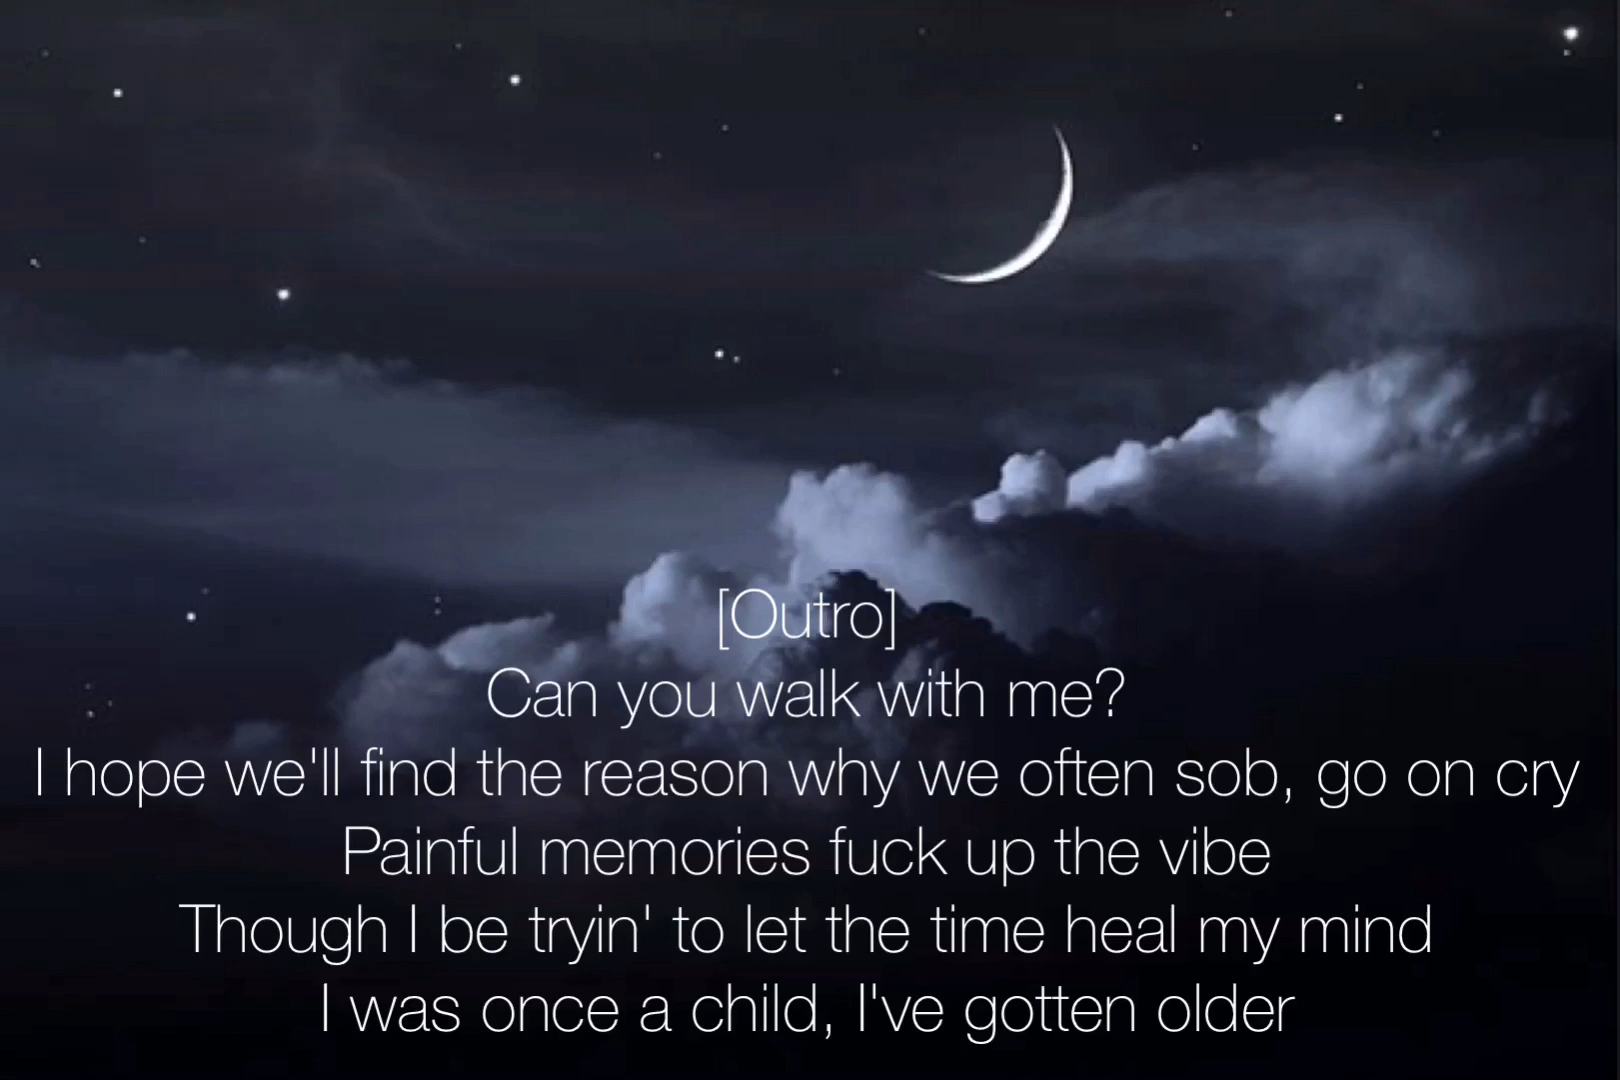 [Outro]
Can you walk with me?
I hope we'll find the reason why we often sob, go on cry
Painful memories fuck up the vibe
Though I be tryin' to let the time heal my mind
I was once a child, I've gotten older